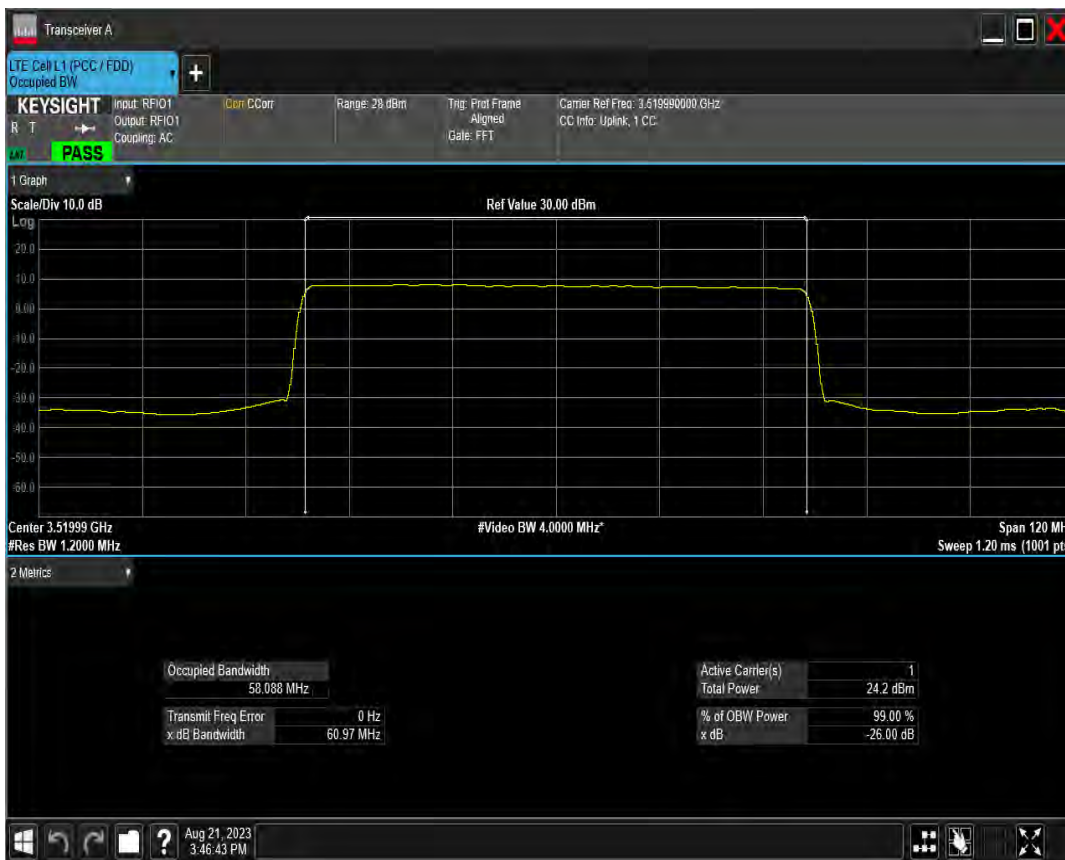 Transceiver A
LTE Cell L1 (PCC / FDD)
Occupied BW
+
KEYSIGHT
R T
LXI
PASS
Input: RFIO1
Output: RFIO1
Coupling: AC
Corr CCorr
Range: 28 dBm
Trig: Prot Frame
Aligned
Gate: FFT
Carrier Ref Freq: 3.519990000 GHz
CC Info: Uplink, 1 CC
1 Graph
Scale/Div 10.0 dB
Ref Value 30.00 dBm
Log
20.0
10.0
0.00
-10.0
-20.0
-30.0
-40.0
-50.0
-60.0
Center 3.51999 GHz
#Video BW 4.0000 MHz*
Span 120 MH
#Res BW 1.2000 MHz
Sweep 1.20 ms (1001 pts
2 Metrics
Occupied Bandwidth
58.088 MHz
Transmit Freq Error 0 Hz
x dB Bandwidth 60.97 MHz
Active Carrier(s) 1
Total Power 24.2 dBm
% of OBW Power 99.00 %
x dB -26.00 dB
?
Aug 21, 2023
3:46:43 PM